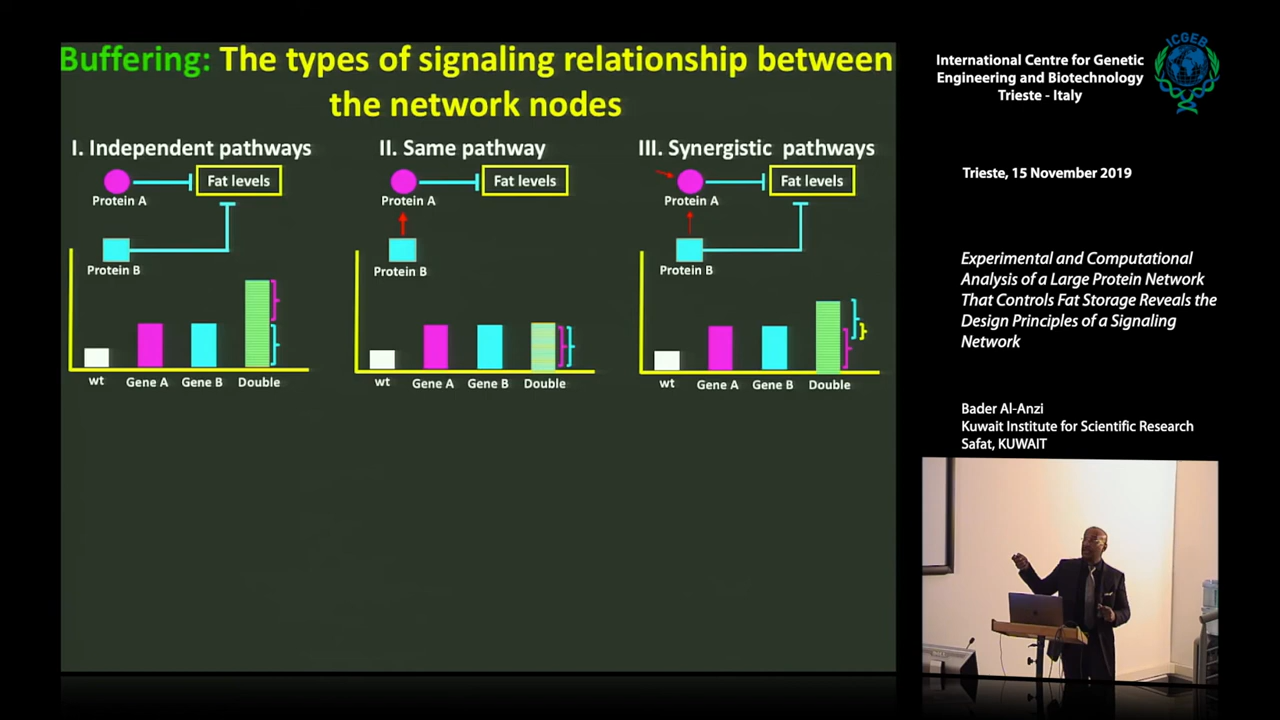 Buffering: The types of signaling relationship between
the network nodes
I. Independent pathways
Fat levels
Protein A
Protein B
wt
Gene A
Gene B
Double
II. Same pathway
Fat levels
Protein A
Protein B
wt
Gene A
Gene B
Double
III. Synergistic pathways
Fat levels
Protein A
Protein B
wt
Gene A
Gene B
Double
International Centre for Genetic
Engineering and Biotechnology
Trieste - Italy
ICGEB
Trieste, 15 November 2019
Experimental and Computational
Analysis of a Large Protein Network
That Controls Fat Storage Reveals the
Design Principles of a Signaling
Network
Bader Al-Anzi
Kuwait Institute for Scientific Research
Safat, KUWAIT